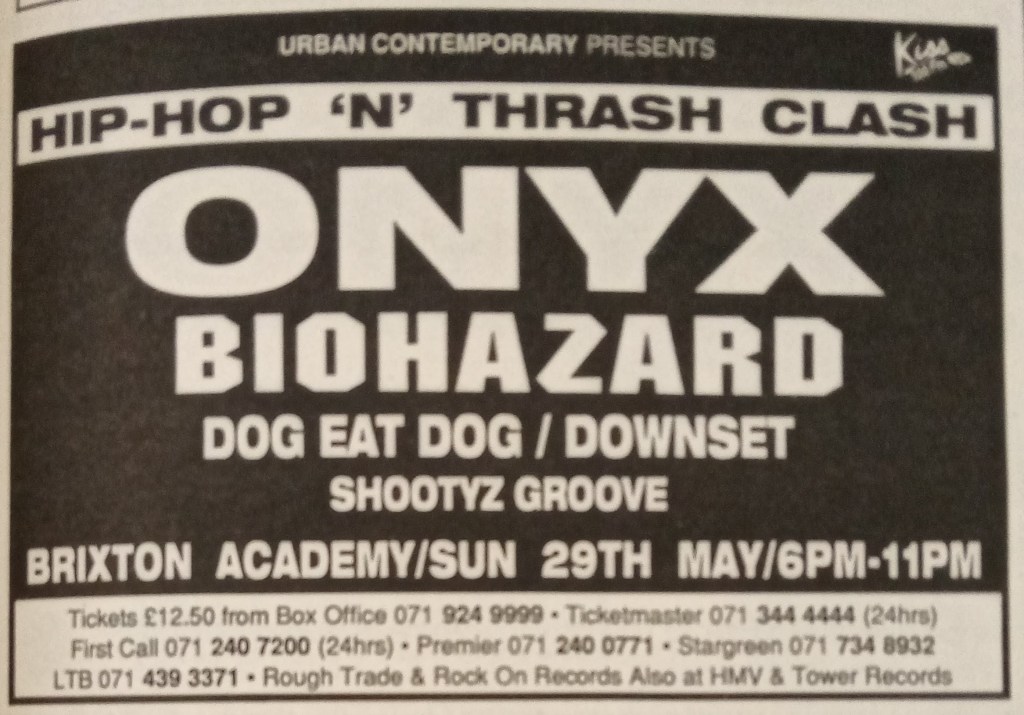 URBAN CONTEMPORARY PRESENTS
Kiss
HIP-HOP 'N' THRASH CLASH
ONYX
BIOHAZARD
DOG EAT DOG / DOWNSET
SHOOTYZ GROOVE
BRIXTON ACADEMY/SUN 29TH MAY/6PM-11PM
Tickets £12.50 from Box Office 071 924 9999 • Ticketmaster 071 344 4444 (24hrs)
First Call 071 240 7200 (24hrs) • Premier 071 240 0771 • Stargreen 071 734 8932
LTB 071 439 3371 • Rough Trade & Rock On Records Also at HMV & Tower Records